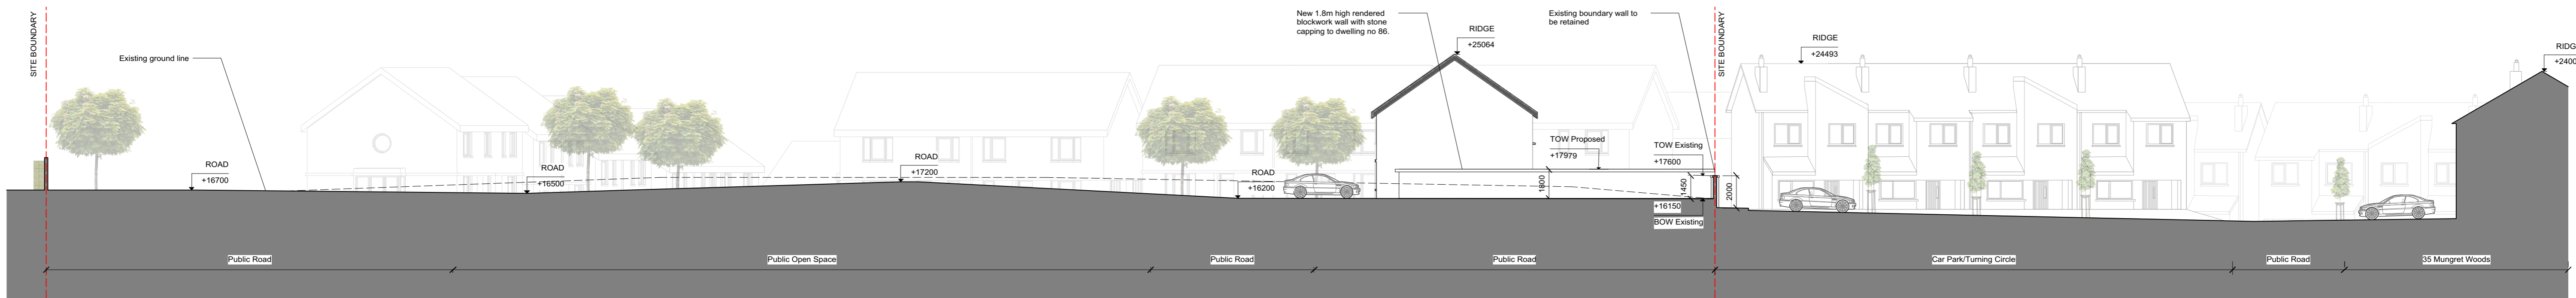 SITE BOUNDARY
Existing ground line
ROAD
+16700
ROAD
+16500
ROAD
+17200
ROAD
+16200
New 1.8m high rendered
blockwork wall with stone
capping to dwelling no 86.
RIDGE
+25064
Existing boundary wall to
be retained
TOW Proposed
+17979
1800
TOW Existing
+17600
1450
+16150
BOW Existing
2000
SITE BOUNDARY
RIDGE
+24493
RIDG
+2400
Public Road
Public Open Space
Public Road
Public Road
Car Park/Turning Circle
Public Road
35 Mungret Woods